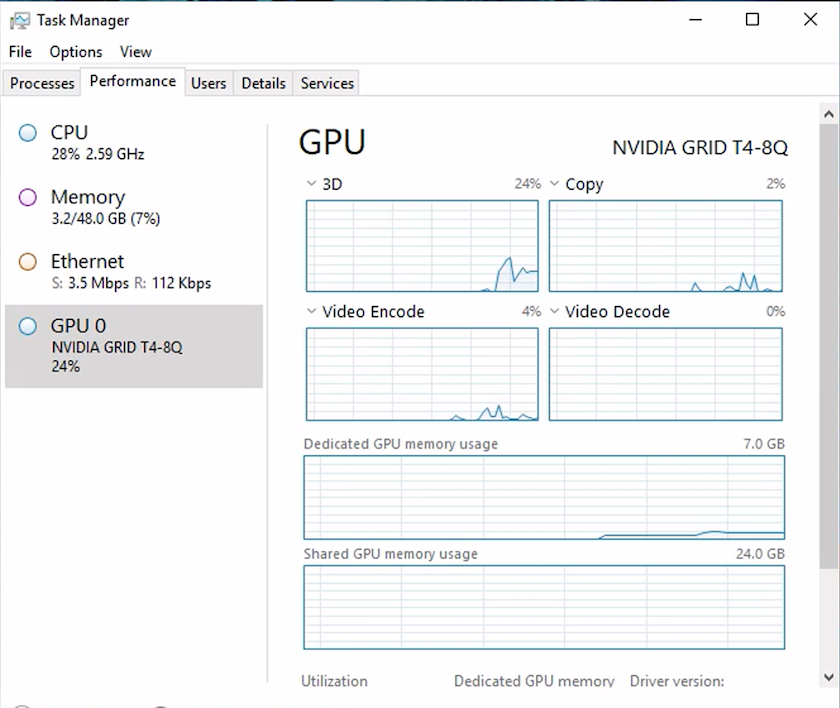 Task Manager
File Options View
Processes Performance Users Details Services
CPU
28% 2.59 GHz
Memory
3.2/48.0 GB (7%)
Ethernet
S: 3.5 Mbps R: 112 Kbps
GPU 0
NVIDIA GRID T4-8Q
24%
GPU NVIDIA GRID T4-8Q
3D 24% Copy 2%
Video Encode 4% Video Decode 0%
Dedicated GPU memory usage 7.0 GB
Shared GPU memory usage 24.0 GB
Utilization Dedicated GPU memory Driver version: